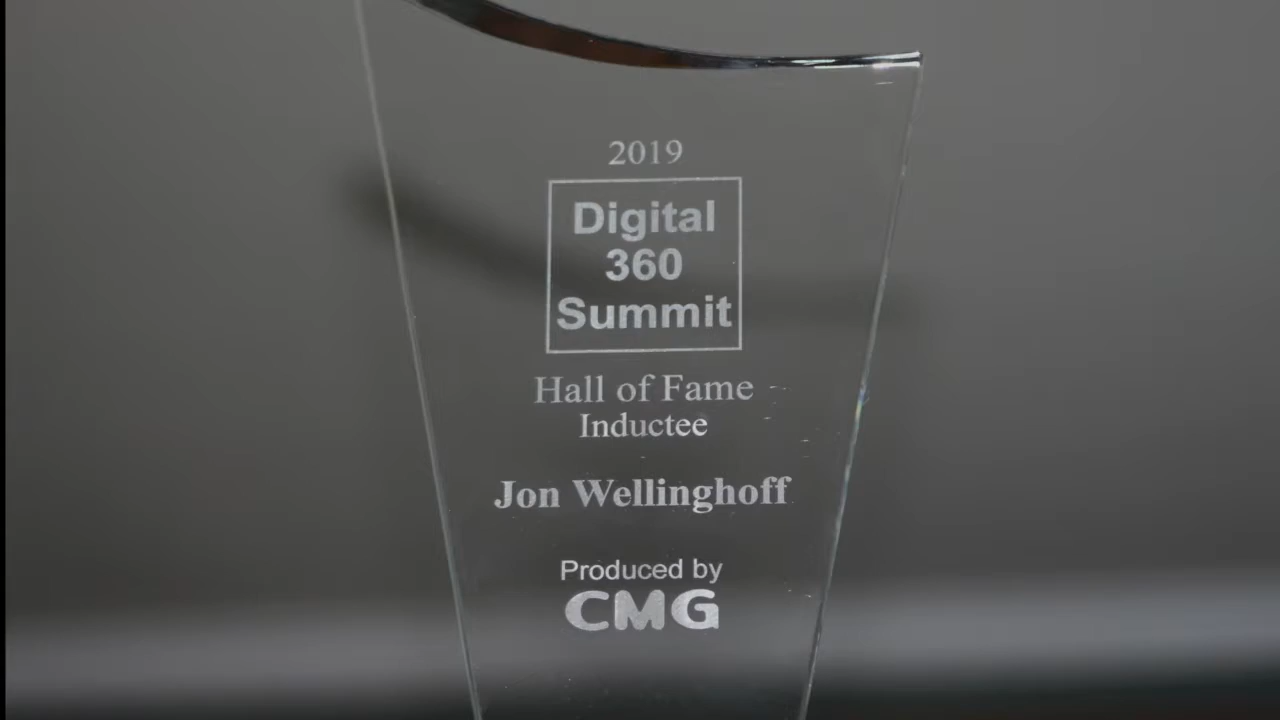 2019
Digital
360
Summit
Hall of Fame
Inductee
Jon Wellinghoff
Produced by
CMG